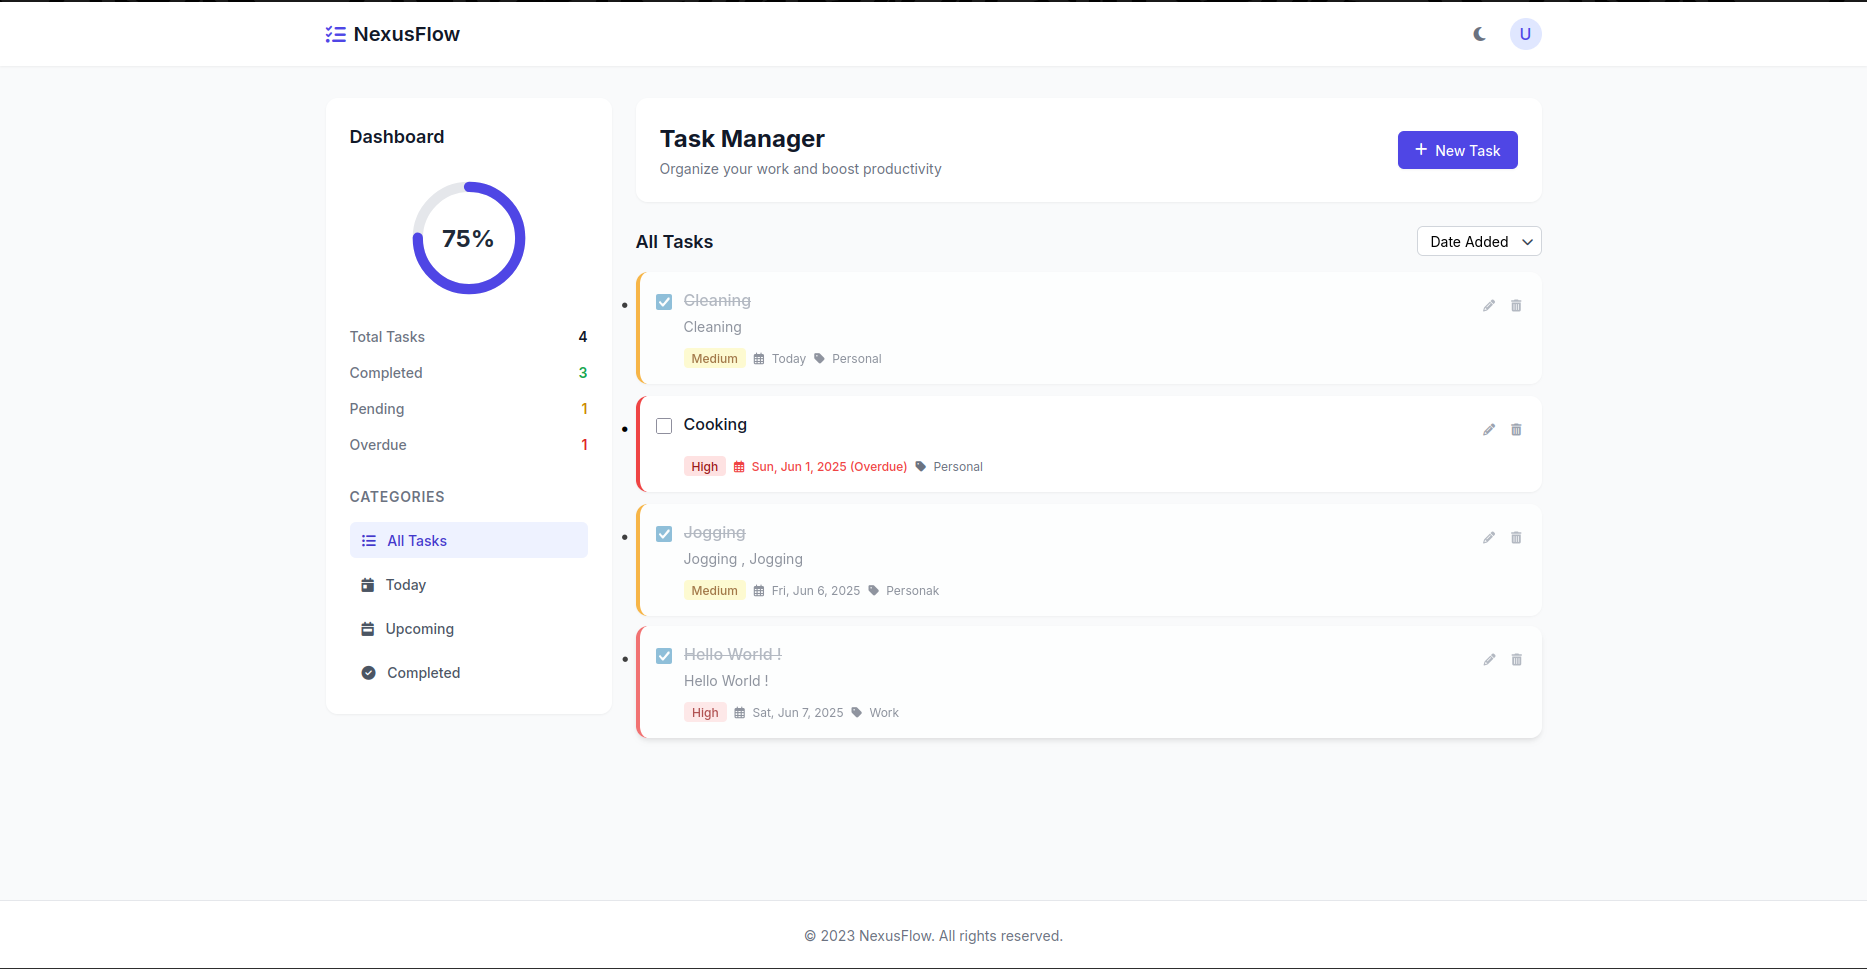 NexusFlow
U
Dashboard
75%
Total Tasks 4
Completed 3
Pending 1
Overdue 1
CATEGORIES
All Tasks
Today
Upcoming
Completed
Task Manager
Organize your work and boost productivity
+ New Task
All Tasks
Date Added
Cleaning
Cleaning
Medium Today Personal
Cooking
High Sun, Jun 1, 2025 (Overdue) Personal
Jogging
Jogging , Jogging
Medium Fri, Jun 6, 2025 Personak
Hello World !
Hello World !
High Sat, Jun 7, 2025 Work
© 2023 NexusFlow. All rights reserved.